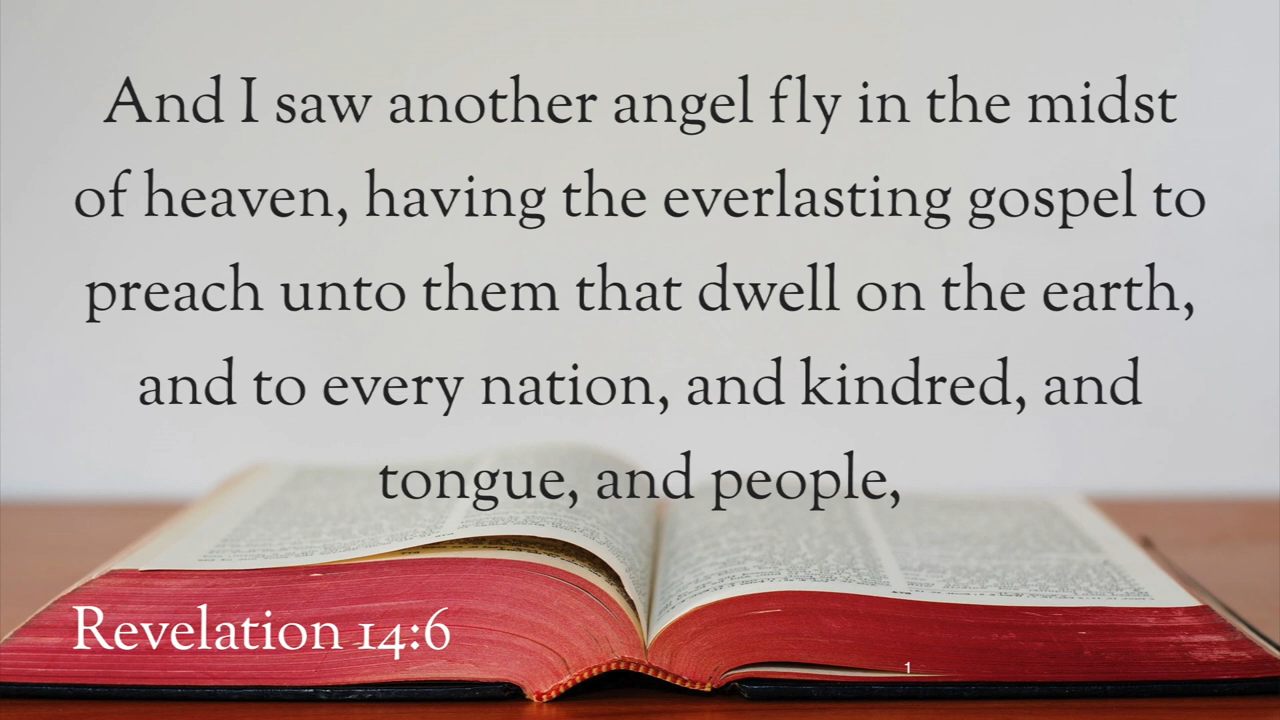 And I saw another angel fly in the midst
of heaven, having the everlasting gospel to
preach unto them that dwell on the earth,
and to every nation, and kindred, and
tongue, and people,
Revelation 14:6
1